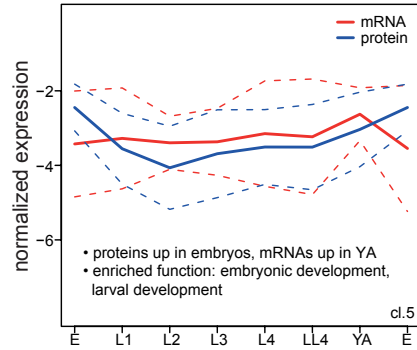 mRNA
protein
normalized expression
−2
−4
−6
• proteins up in embryos, mRNAs up in YA
• enriched function: embryonic development,
larval development
cl.5
E L1 L2 L3 L4 LL4 YA E